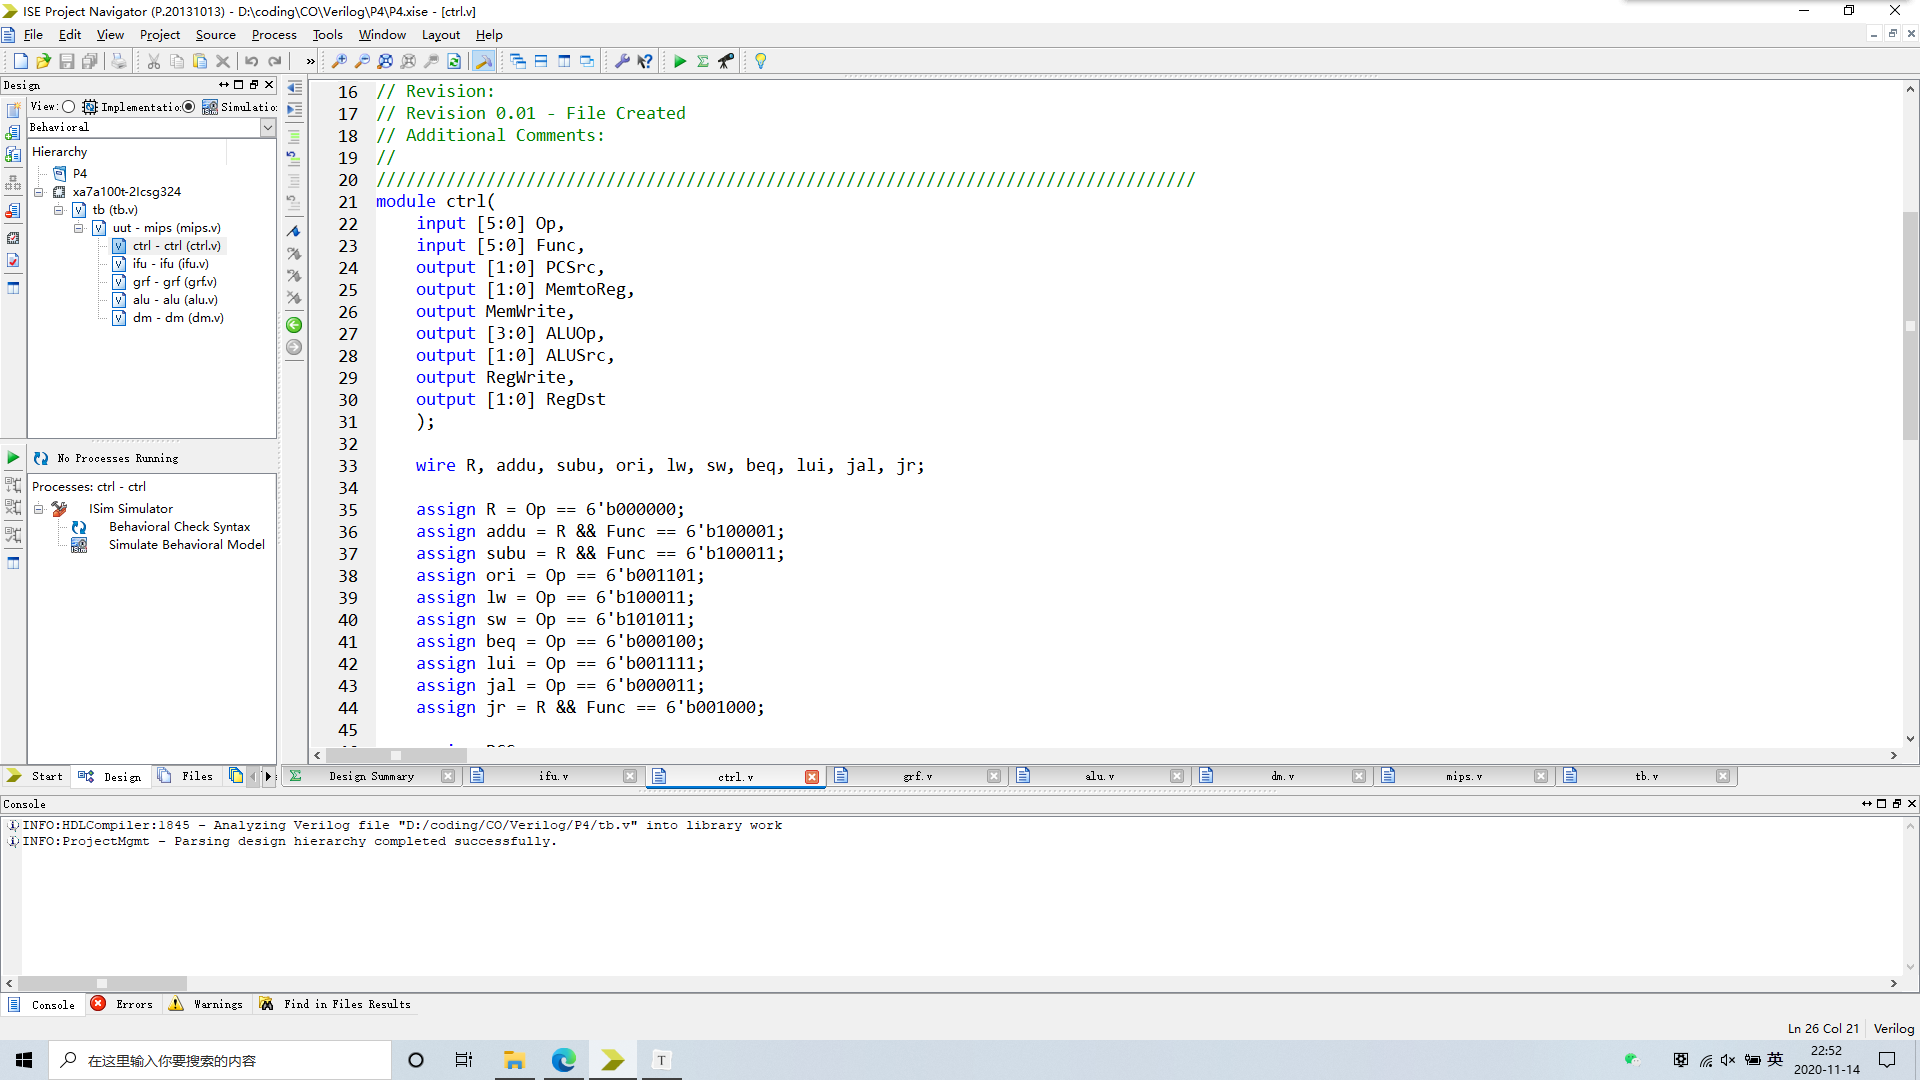 ISE Project Navigator (P.20131013) - D:\coding\CO\Verilog\P4\P4.xise - [ctrl.v]
File Edit View Project Source Process Tools Window Layout Help
Design
View: Implementatio Simulatio
Behavioral
Hierarchy
P4
xa7a100t-2Icsg324
tb (tb.v)
uut - mips (mips.v)
ctrl - ctrl (ctrl.v)
ifu - ifu (ifu.v)
grf - grf (grf.v)
alu - alu (alu.v)
dm - dm (dm.v)
No Processes Running
Processes: ctrl - ctrl
ISim Simulator
Behavioral Check Syntax
Simulate Behavioral Model
Start Design Files
16 // Revision:
17 // Revision 0.01 - File Created
18 // Additional Comments:
19 //
20 //////////////////////////////////////////////////////////////////////////////////
21 module ctrl(
22 input [5:0] Op,
23 input [5:0] Func,
24 output [1:0] PCSrc,
25 output [1:0] MemtoReg,
26 output MemWrite,
27 output [3:0] ALUOp,
28 output [1:0] ALUSrc,
29 output RegWrite,
30 output [1:0] RegDst
31 );
32
33 wire R, addu, subu, ori, lw, sw, beq, lui, jal, jr;
34
35 assign R = Op == 6'b000000;
36 assign addu = R && Func == 6'b100001;
37 assign subu = R && Func == 6'b100011;
38 assign ori = Op == 6'b001101;
39 assign lw = Op == 6'b100011;
40 assign sw = Op == 6'b101011;
41 assign beq = Op == 6'b000100;
42 assign lui = Op == 6'b001111;
43 assign jal = Op == 6'b000011;
44 assign jr = R && Func == 6'b001000;
45
Design Summary ifu.v ctrl.v grf.v alu.v dm.v mips.v tb.v
Console
INFO:HDLCompiler:1845 - Analyzing Verilog file "D:/coding/CO/Verilog/P4/tb.v" into library work
INFO:ProjectMgmt - Parsing design hierarchy completed successfully.
Console Errors Warnings Find in Files Results
Ln 26 Col 21 Verilog
在这里输入你要搜索的内容
T
英
22:52
2020-11-14